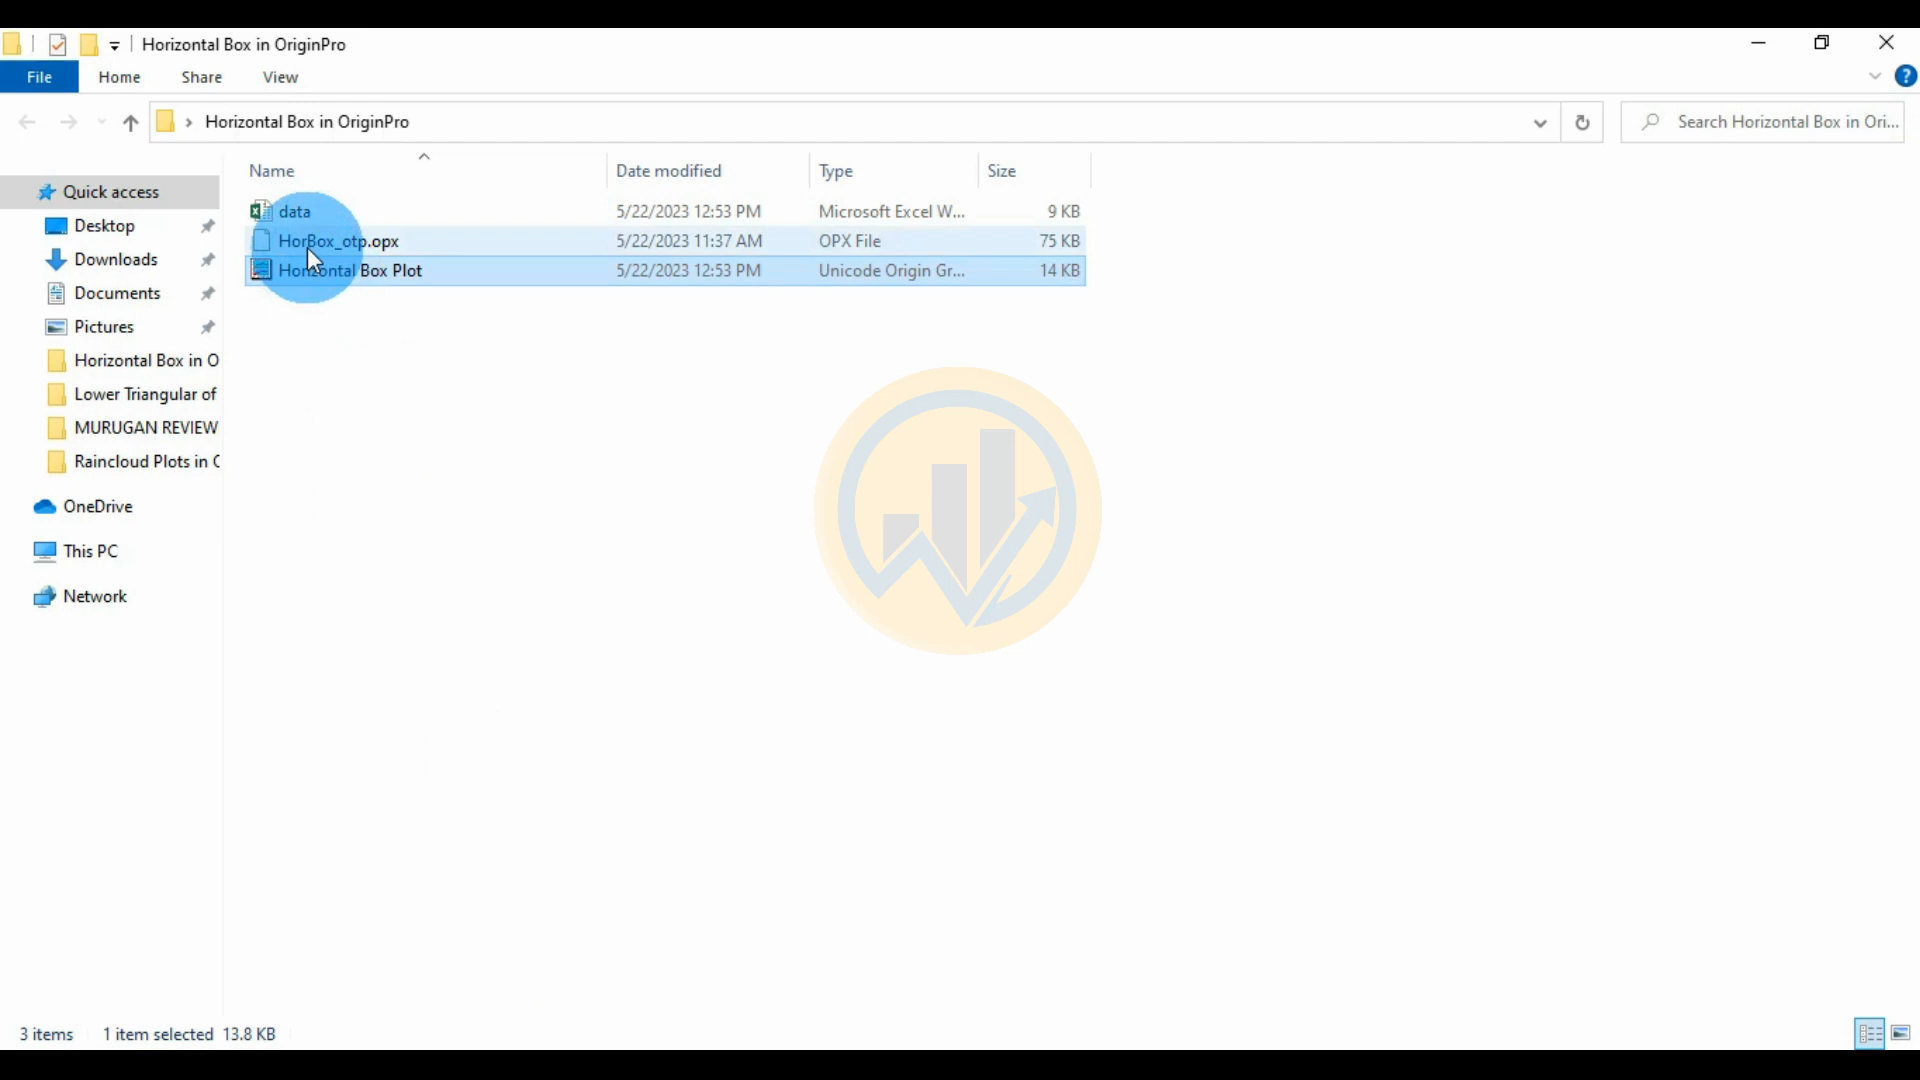 Horizontal Box in OriginPro
File Home Share View
?
Horizontal Box in OriginPro
Search Horizontal Box in Ori...
Name Date modified Type Size
Quick access
Desktop
Downloads
Documents
Pictures
Horizontal Box in O
Lower Triangular of
MURUGAN REVIEW
Raincloud Plots in C
OneDrive
This PC
Network
data 5/22/2023 12:53 PM Microsoft Excel W... 9 KB
HorBox_otp.opx 5/22/2023 11:37 AM OPX File 75 KB
Horizontal Box Plot 5/22/2023 12:53 PM Unicode Origin Gr... 14 KB
3 items 1 item selected 13.8 KB